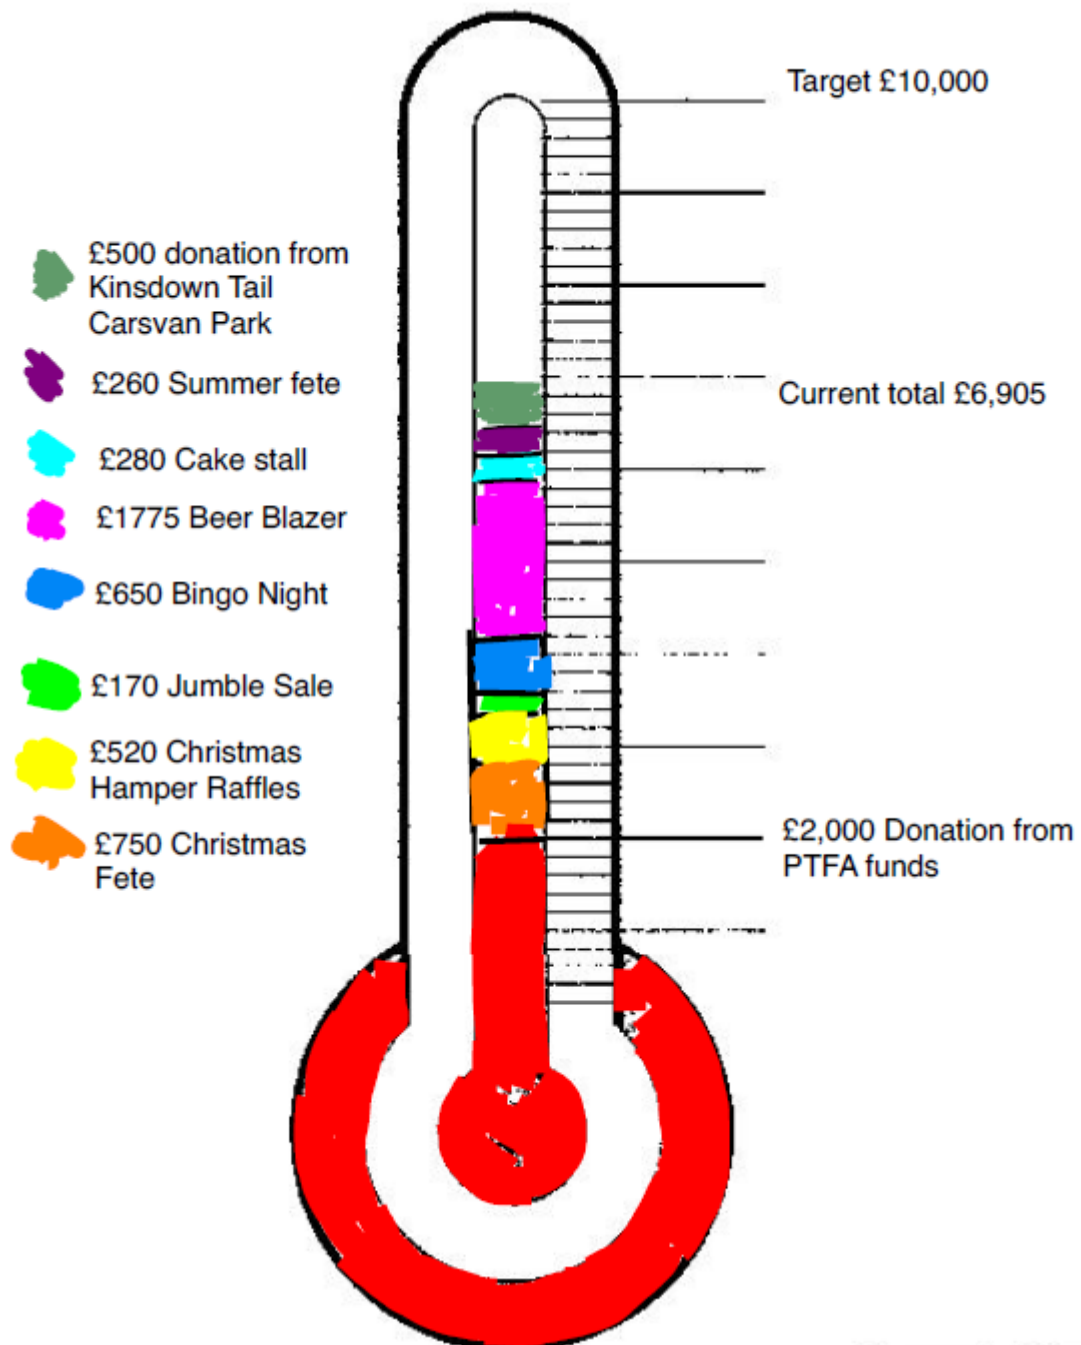 Target £10,000
£500 donation from
Kinsdown Tail
Carsvan Park
£260 Summer fete
Current total £6,905
£280 Cake stall
£1775 Beer Blazer
£650 Bingo Night
£170 Jumble Sale
£520 Christmas
Hamper Raffles
£2,000 Donation from
PTFA funds
£750 Christmas
Fete